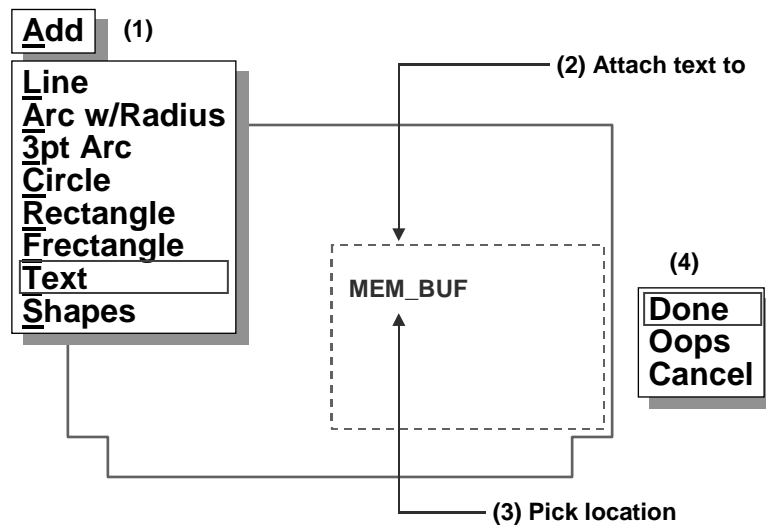 Add
(1)
Line
Arc w/Radius
3pt Arc
Circle
Rectangle
Frectangle
Text
Shapes
(2) Attach text to
MEM_BUF
(3) Pick location
(4)
Done
Oops
Cancel